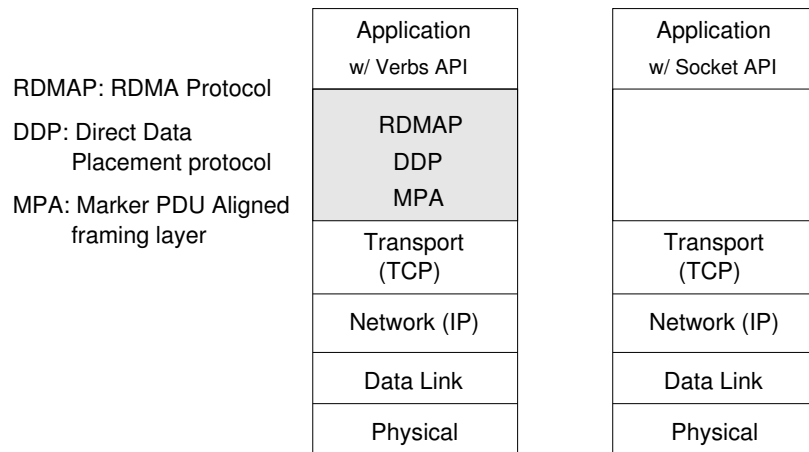 RDMAP: RDMA Protocol
DDP: Direct Data
Placement protocol
MPA: Marker PDU Aligned
framing layer
Application
w/ Verbs API
RDMAP
DDP
MPA
Transport
(TCP)
Network (IP)
Data Link
Physical
Application
w/ Socket API
Transport
(TCP)
Network (IP)
Data Link
Physical